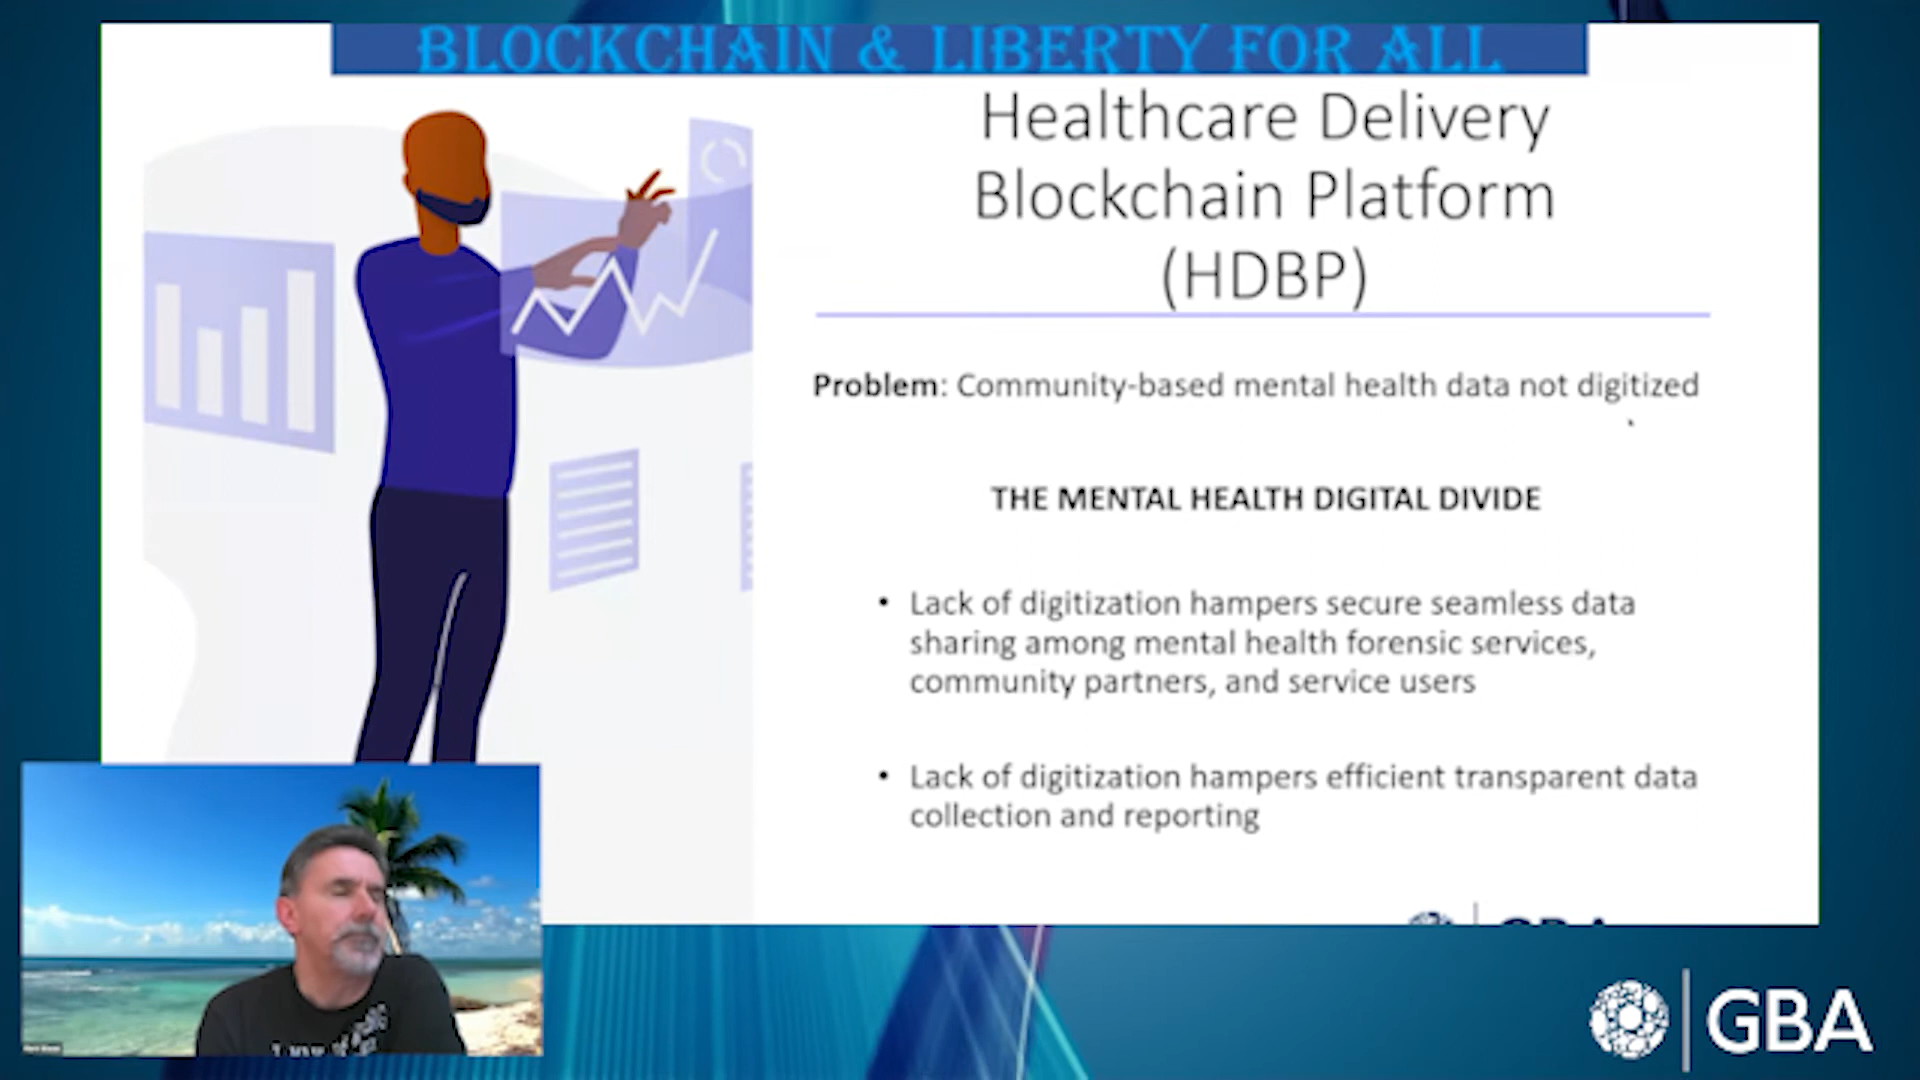 BLOCKCHAIN & LIBERTY FOR ALL
Healthcare Delivery
Blockchain Platform
(HDBP)
Problem: Community-based mental health data not digitized
THE MENTAL HEALTH DIGITAL DIVIDE
• Lack of digitization hampers secure seamless data
sharing among mental health forensic services,
community partners, and service users
• Lack of digitization hampers efficient transparent data
collection and reporting
GBA